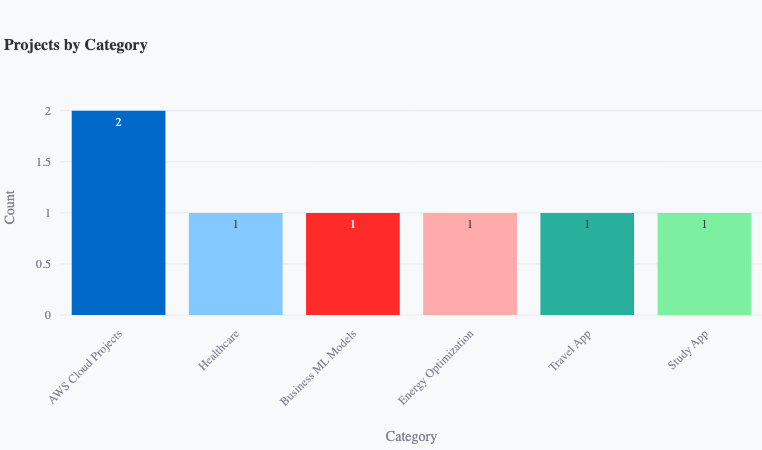 Projects by Category
Count
2
1.5
1
0.5
0
2
1
1
1
1
1
AWS Cloud Projects
Healthcare
Business ML Models
Energy Optimization
Travel App
Study App
Category